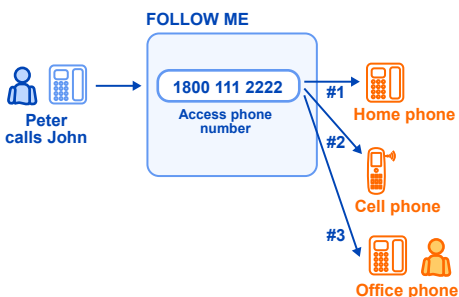 FOLLOW ME
Peter
calls John
1800 111 2222
Access phone
number
#1
Home phone
#2
Cell phone
#3
Office phone